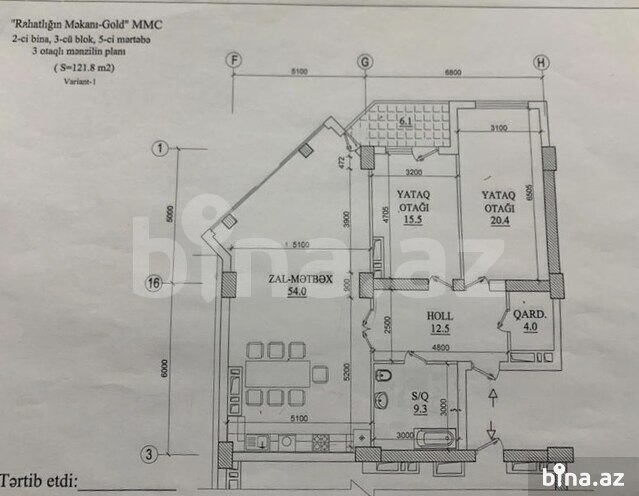 "Rahatlığın Məkanı-Gold" MMC
2-ci bina, 3-cü blok, 5-ci mərtəbə
3 otaqlı mənzilin planı
( S=121.8 m2)
Variant-1
F
G
H
5100
6800
1
16
3
5000
6000
6.1
3100
472
3200
YATAQ
OTAĞI
15.5
YATAQ
OTAĞI
20.4
4705
6505
3900
5100
ZAL-MƏTBƏX
54.0
900
2500
HOLL
12.5
4800
QARD.
4.0
5200
S/Q
9.3
3000
3000
5100
Tərtib etdi:
bina.az
bina.az